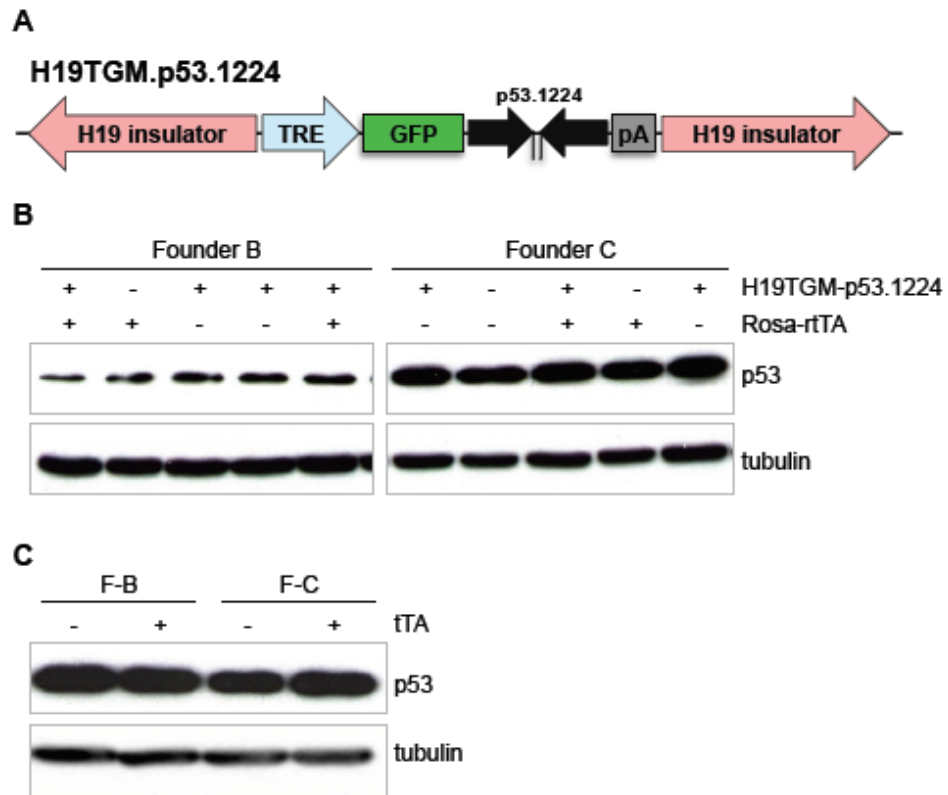 A
H19TGM.p53.1224
p53.1224
H19 insulator TRE GFP pA H19 insulator
B
Founder B Founder C
+ - + + + + - + - + H19TGM-p53.1224
+ + - - + - - + + - Rosa-rtTA
p53
tubulin
C
F-B F-C
- + - + tTA
p53
tubulin